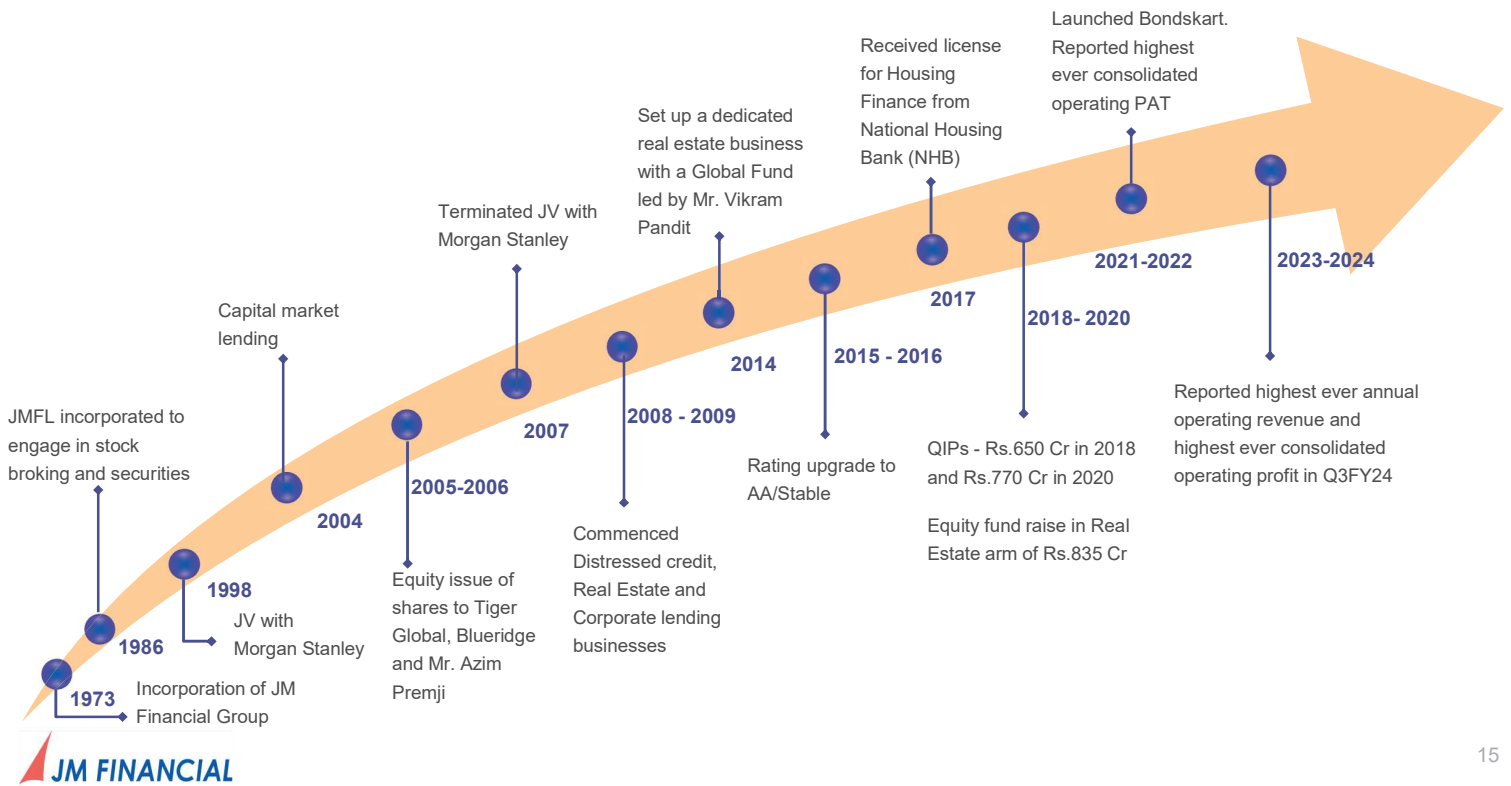 Launched Bondskart.
Reported highest
ever consolidated
operating PAT
Received license
for Housing
Finance from
National Housing
Bank (NHB)
Set up a dedicated
real estate business
with a Global Fund
led by Mr. Vikram
Pandit
Terminated JV with
Morgan Stanley
Capital market
lending
JMFL incorporated to
engage in stock
broking and securities
1973
1986
1998
2004
2005-2006
2007
2008 - 2009
2014
2015 - 2016
2017
2018- 2020
2021-2022
2023-2024
Incorporation of JM
Financial Group
JV with
Morgan Stanley
Equity issue of
shares to Tiger
Global, Blueridge
and Mr. Azim
Premji
Commenced
Distressed credit,
Real Estate and
Corporate lending
businesses
Rating upgrade to
AA/Stable
QIPs - Rs.650 Cr in 2018
and Rs.770 Cr in 2020
Equity fund raise in Real
Estate arm of Rs.835 Cr
Reported highest ever annual
operating revenue and
highest ever consolidated
operating profit in Q3FY24
JM FINANCIAL
15